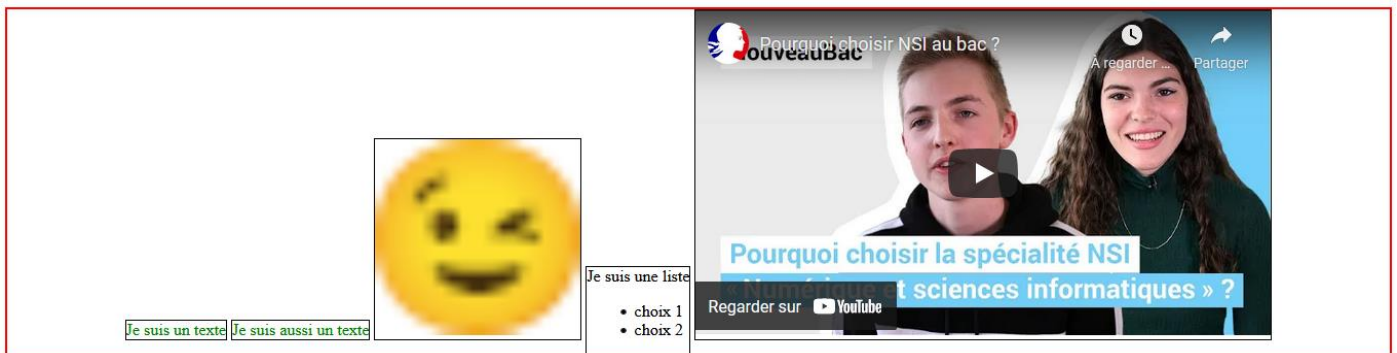 Je suis un texte
Je suis aussi un texte
Je suis une liste
choix 1
choix 2
Pourquoi choisir NSI au bac ?
ouveauBac
À regarder ...
Partager
Pourquoi choisir la spécialité NSI
« Numérique et sciences informatiques » ?
Regarder sur YouTube